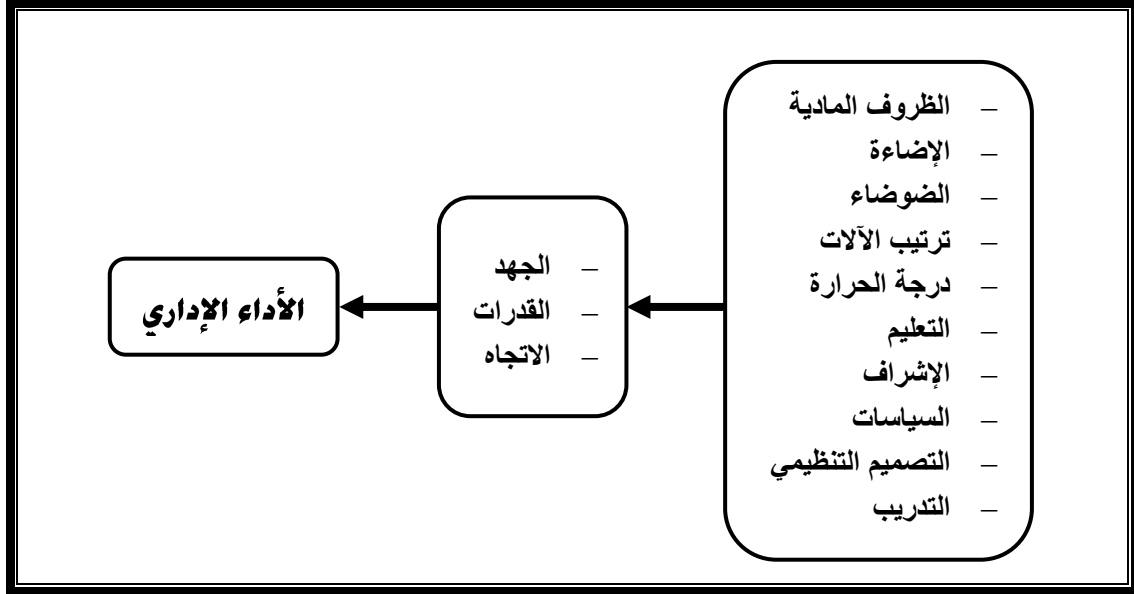 – الظروف المادية
– الإضاءة
– الضوضاء
– ترتيب الآلات
– درجة الحرارة
– التعليم
– الإشراف
– السياسات
– التصميم التنظيمي
– التدريب
– الجهد
– القدرات
– الاتجاه
الأداء الإداري